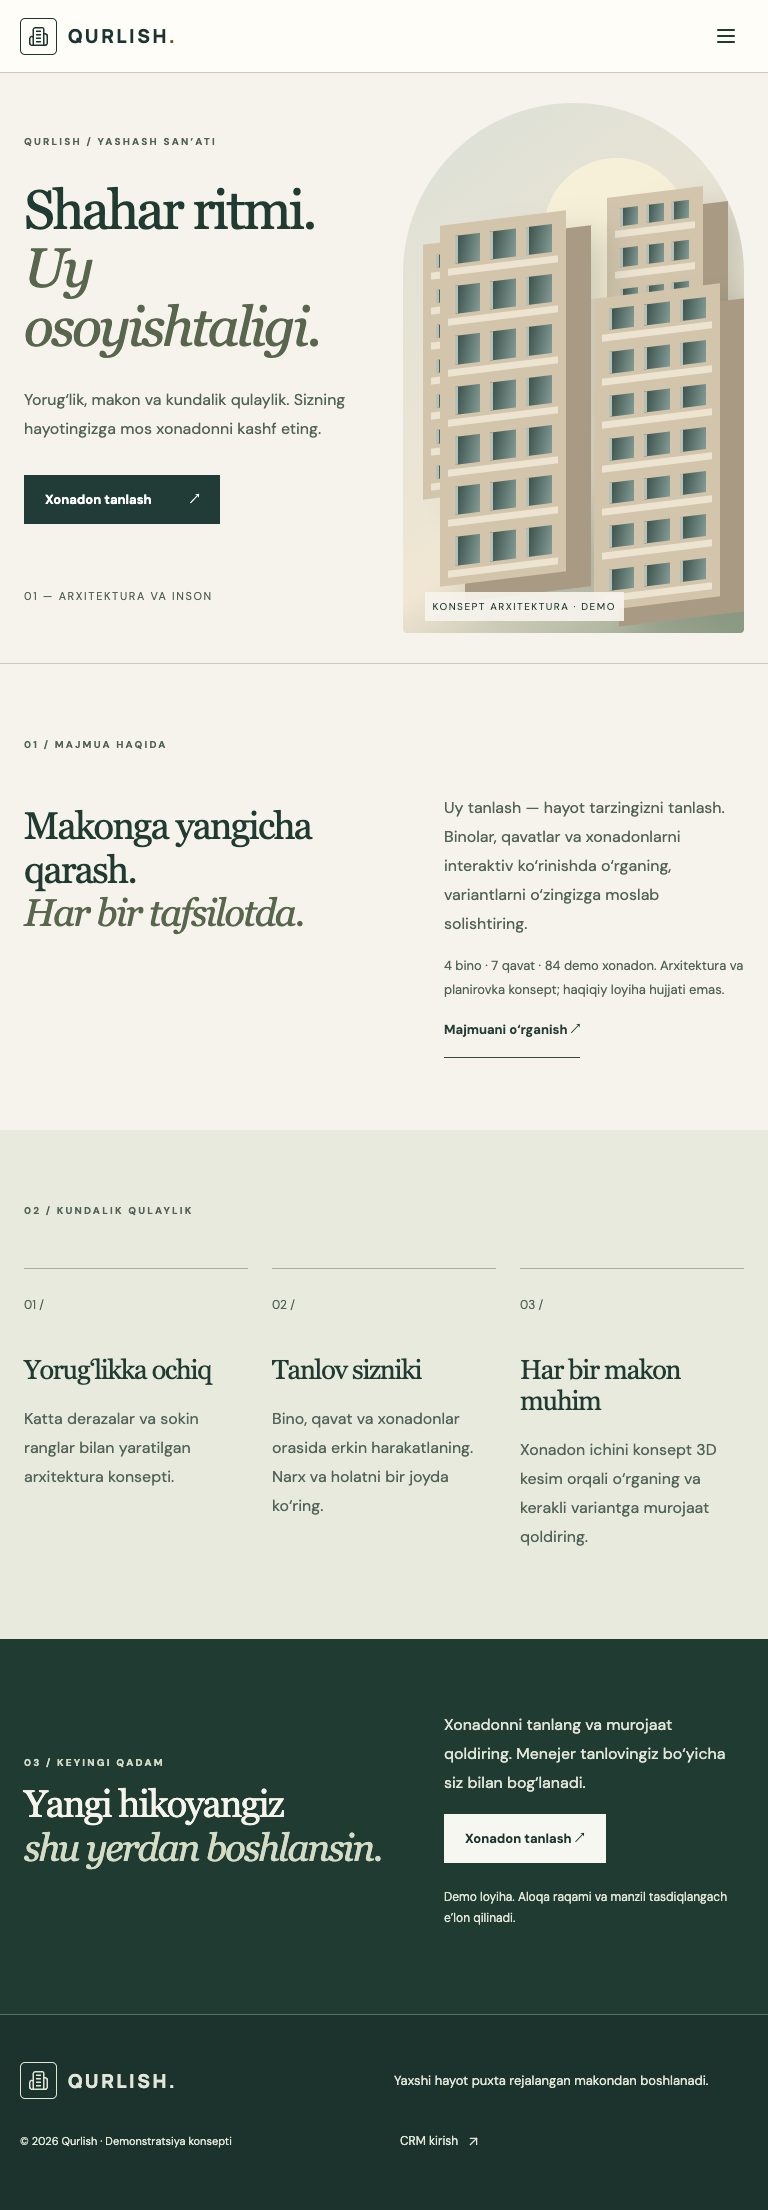 QURLISH.
QURLISH / YASHASH SAN’ATI
Shahar ritmi.
Uy
osoyishtaligi.
Yorug‘lik, makon va kundalik qulaylik. Sizning
hayotingizga mos xonadonni kashf eting.
Xonadon tanlash ↗
01 — ARXITEKTURA VA INSON
KONSEPT ARXITEKTURA · DEMO
01 / MAJMUA HAQIDA
Makonga yangicha
qarash.
Har bir tafsilotda.
Uy tanlash — hayot tarzingizni tanlash.
Binolar, qavatlar va xonadonlarni
interaktiv ko‘rinishda o‘rganing,
variantlarni o‘zingizga moslab
solishtiring.
4 bino · 7 qavat · 84 demo xonadon. Arxitektura va
planirovka konsept; haqiqiy loyiha hujjati emas.
Majmuani o‘rganish ↗
02 / KUNDALIK QULAYLIK
01 /
Yorug‘likka ochiq
Katta derazalar va sokin
ranglar bilan yaratilgan
arxitektura konsepti.
02 /
Tanlov sizniki
Bino, qavat va xonadonlar
orasida erkin harakatlaning.
Narx va holatni bir joyda
ko‘ring.
03 /
Har bir makon
muhim
Xonadon ichini konsept 3D
kesim orqali o‘rganing va
kerakli variantga murojaat
qoldiring.
03 / KEYINGI QADAM
Yangi hikoyangiz
shu yerdan boshlansin.
Xonadonni tanlang va murojaat
qoldiring. Menejer tanlovingiz bo‘yicha
siz bilan bog‘lanadi.
Xonadon tanlash ↗
Demo loyiha. Aloqa raqami va manzil tasdiqlangach
e’lon qilinadi.
QURLISH.
Yaxshi hayot puxta rejalangan makondan boshlanadi.
© 2026 Qurlish · Demonstratsiya konsepti
CRM kirish ↗